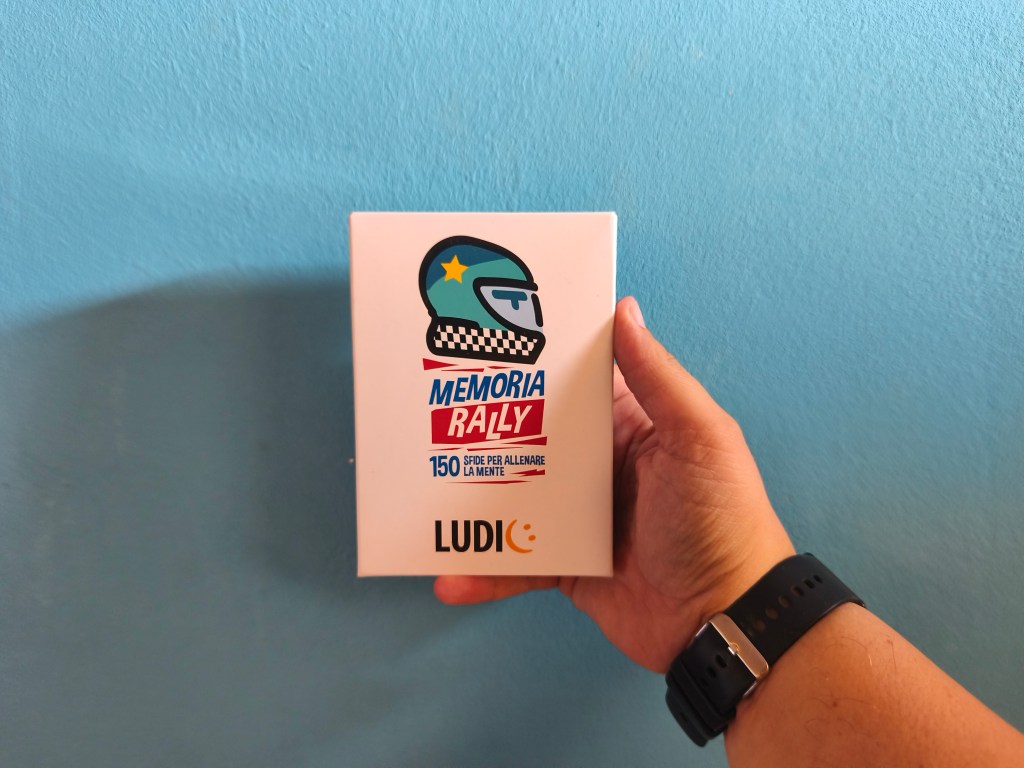 MEMORIA
RALLY
150 SFIDE PER ALLENARE
LA MENTE
LUDIC